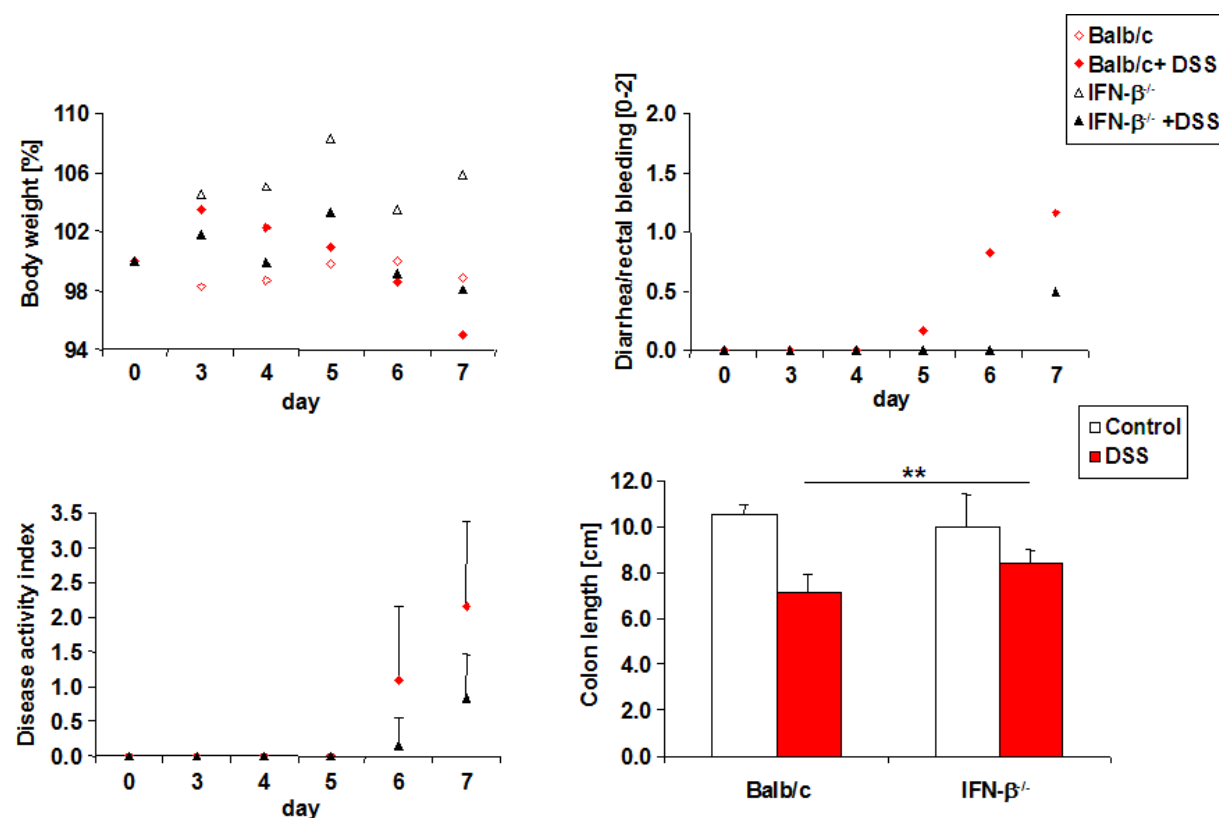 Balb/c
Balb/c+ DSS
IFN-β-/-
IFN-β-/- +DSS
Body weight [%]
110
106
102
98
94
0 3 4 5 6 7
day
Diarrhea/rectal bleeding [0-2]
2.0
1.5
1.0
0.5
0.0
0 3 4 5 6 7
day
Disease activity index
3.5
3.0
2.5
2.0
1.5
1.0
0.5
0.0
0 3 4 5 6 7
day
Control
DSS
Colon length [cm]
12.0
10.0
8.0
6.0
4.0
2.0
0.0
**
Balb/c IFN-β-/-